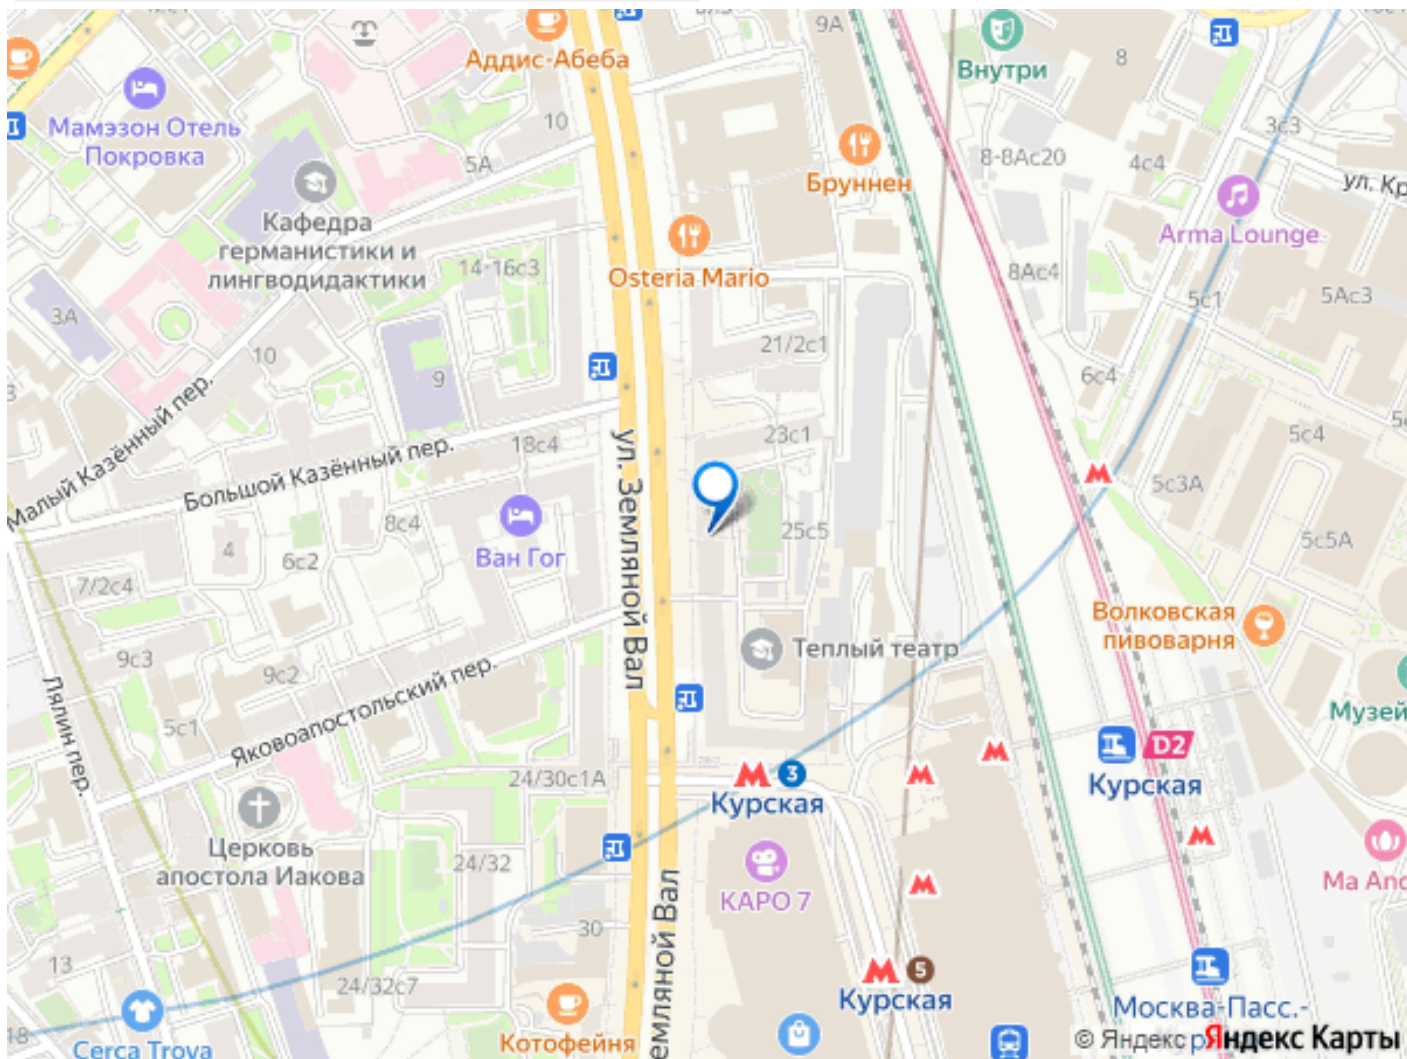 9А
Аддис-Абеба
Внутри
8
Мамэзон Отель
Покровка
10
5А
3с3
8-8Ас20
4с4
Бруннен
ул. Кр
Кафедра
германистики и
лингводидактики
14-16с3
Arma Lounge
Osteria Mario
8Ас4
5с1
5Ас3
3А
10
9
21/2с1
6с4
Малый Казённый пер.
Большой Казённый пер.
18с4
ул. Земляной Вал
23с1
5с4
5с3А
8с4
4
6с2
7/2с4
Ван Гог
25с5
5с5А
Волковская
пивоварня
Теплый театр
9с3
9с2
5с1
Лялин пер.
Яковоапостольский пер.
Музей
D2
Курская
24/30с1А
3
Курская
Церковь
апостола Иакова
24/32
КАРО 7
Ma And
30
13
24/32с7
Земляной Вал
5
Курская
Москва-Пасс.-
18
Cerca Trova
Котофейня
© Яндекс Яндекс Карты